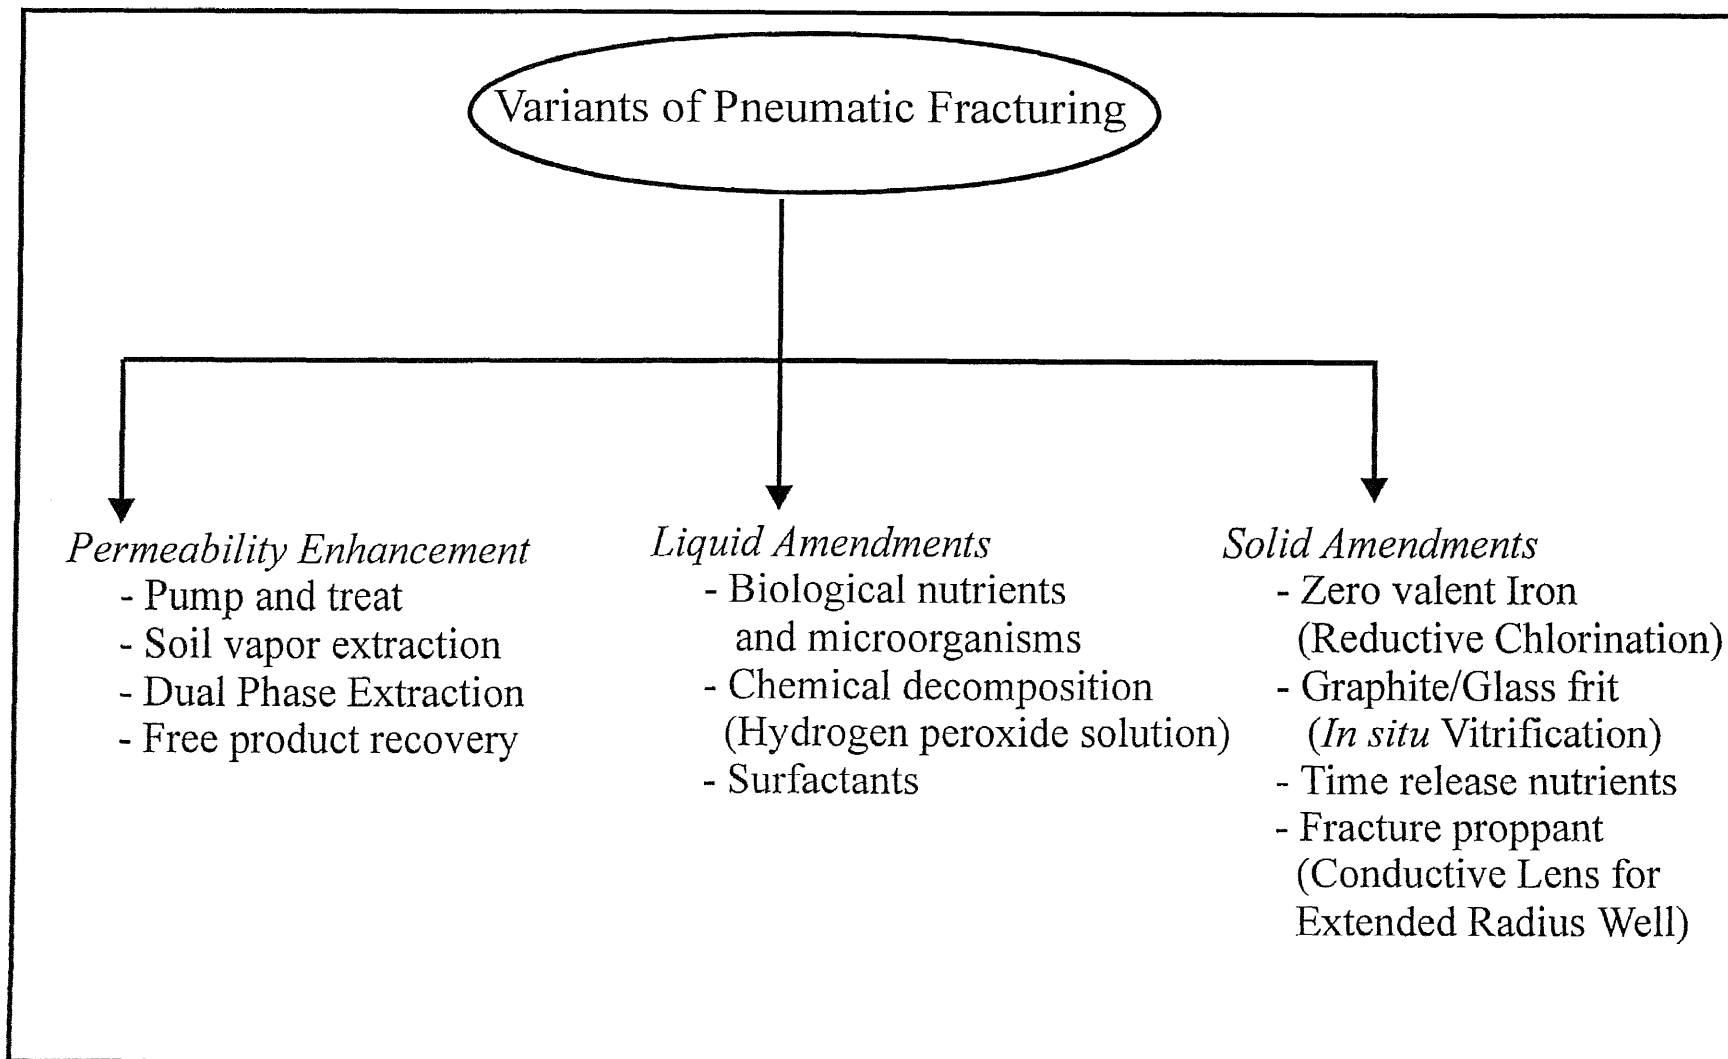 Variants of Pneumatic Fracturing
Permeability Enhancement
- Pump and treat
- Soil vapor extraction
- Dual Phase Extraction
- Free product recovery
Liquid Amendments
- Biological nutrients
and microorganisms
- Chemical decomposition
(Hydrogen peroxide solution)
- Surfactants
Solid Amendments
- Zero valent Iron
(Reductive Chlorination)
- Graphite/Glass frit
(In situ Vitrification)
- Time release nutrients
- Fracture proppant
(Conductive Lens for
Extended Radius Well)